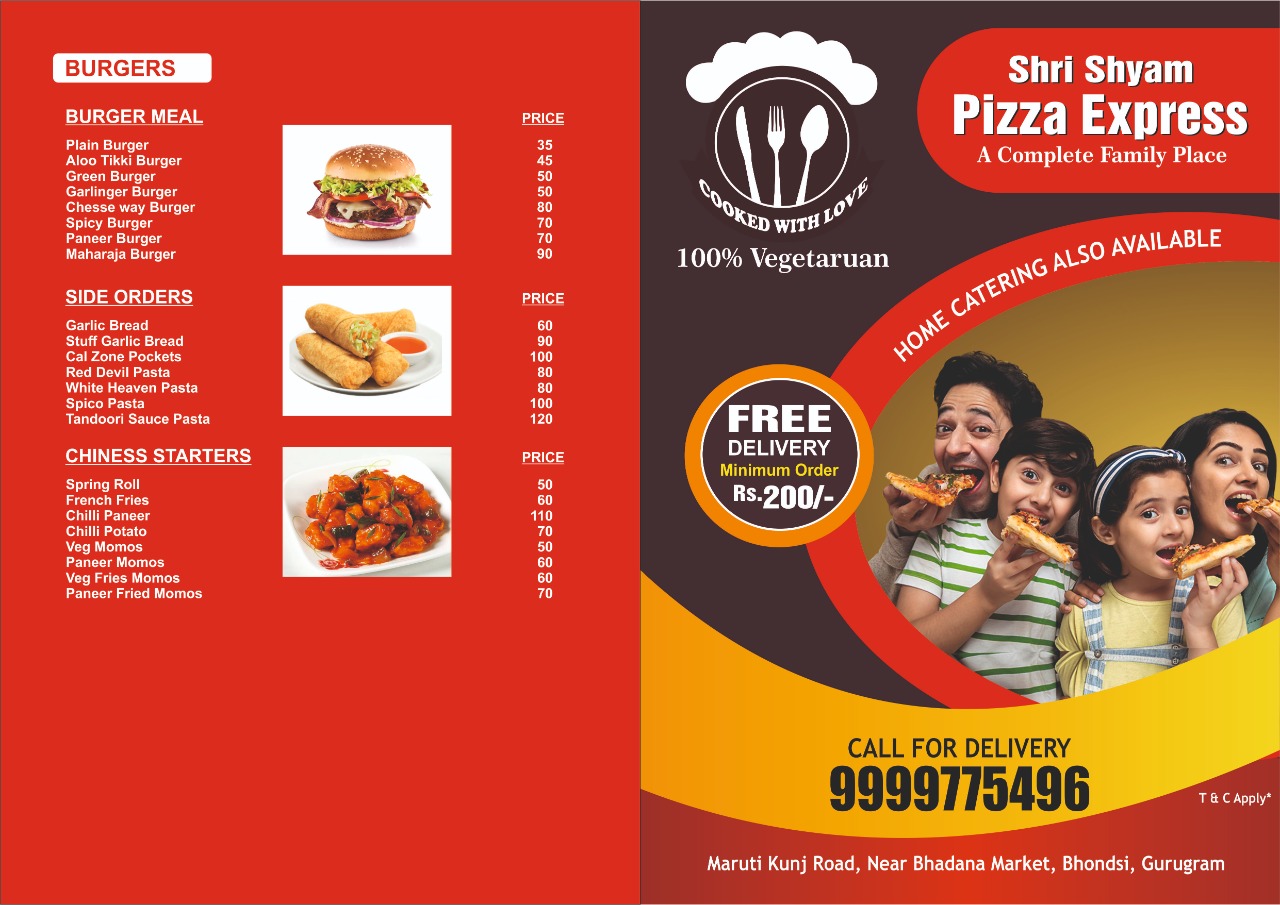 BURGERS
BURGER MEAL PRICE
Plain Burger 35
Aloo Tikki Burger 45
Green Burger 50
Garlinger Burger 50
Chesse way Burger 80
Spicy Burger 70
Paneer Burger 70
Maharaja Burger 90
SIDE ORDERS PRICE
Garlic Bread 60
Stuff Garlic Bread 90
Cal Zone Pockets 100
Red Devil Pasta 80
White Heaven Pasta 80
Spico Pasta 100
Tandoori Sauce Pasta 120
CHINESS STARTERS PRICE
Spring Roll 50
French Fries 60
Chilli Paneer 110
Chilli Potato 70
Veg Momos 50
Paneer Momos 60
Veg Fries Momos 60
Paneer Fried Momos 70
COOKED WITH LOVE
100% Vegetaruan
Shri Shyam
Pizza Express
A Complete Family Place
HOME CATERING ALSO AVAILABLE
FREE
DELIVERY
Minimum Order
Rs.200/-
CALL FOR DELIVERY
9999775496
T & C Apply*
Maruti Kunj Road, Near Bhadana Market, Bhondsi, Gurugram